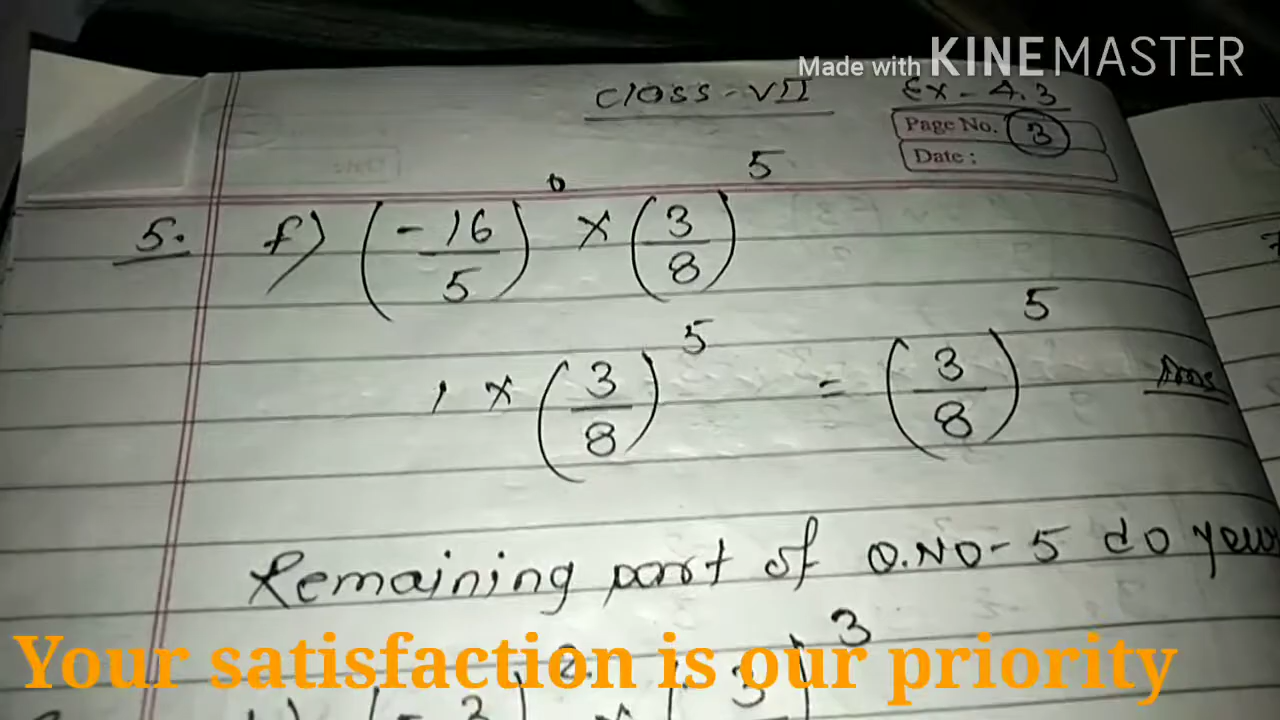 Made with KINEMASTER
Class-VII Ex-4.3
Page No. 3
Date :
5. f) (-16/5)^0 × (3/8)^5
1 × (3/8)^5 = (3/8)^5 Ans
Remaining part of Q.NO-5 do
Your satisfaction is our priority